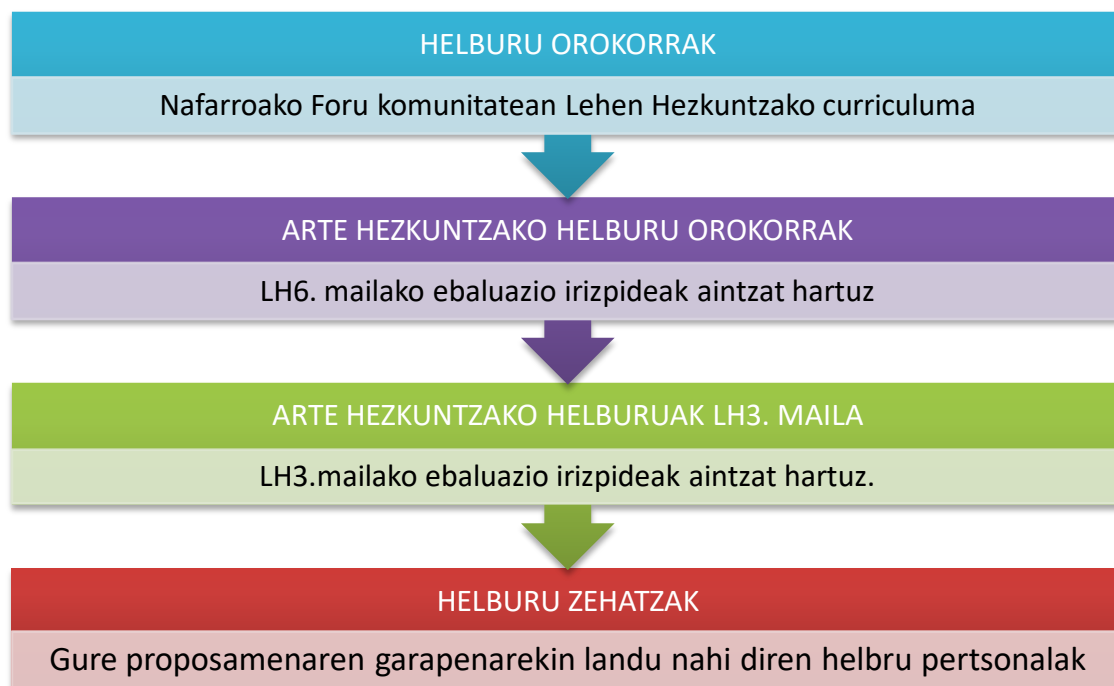 HELBURU OROKORRAK
Nafarroako Foru komunitatean Lehen Hezkuntzako curriculuma
ARTE HEZKUNTZAKO HELBURU OROKORRAK
LH6. mailako ebaluazio irizpideak aintzat hartuz
ARTE HEZKUNTZAKO HELBURUAK LH3. MAILA
LH3.mailako ebaluazio irizpideak aintzat hartuz.
HELBURU ZEHATZAK
Gure proposamenaren garapenarekin landu nahi diren helbru pertsonalak